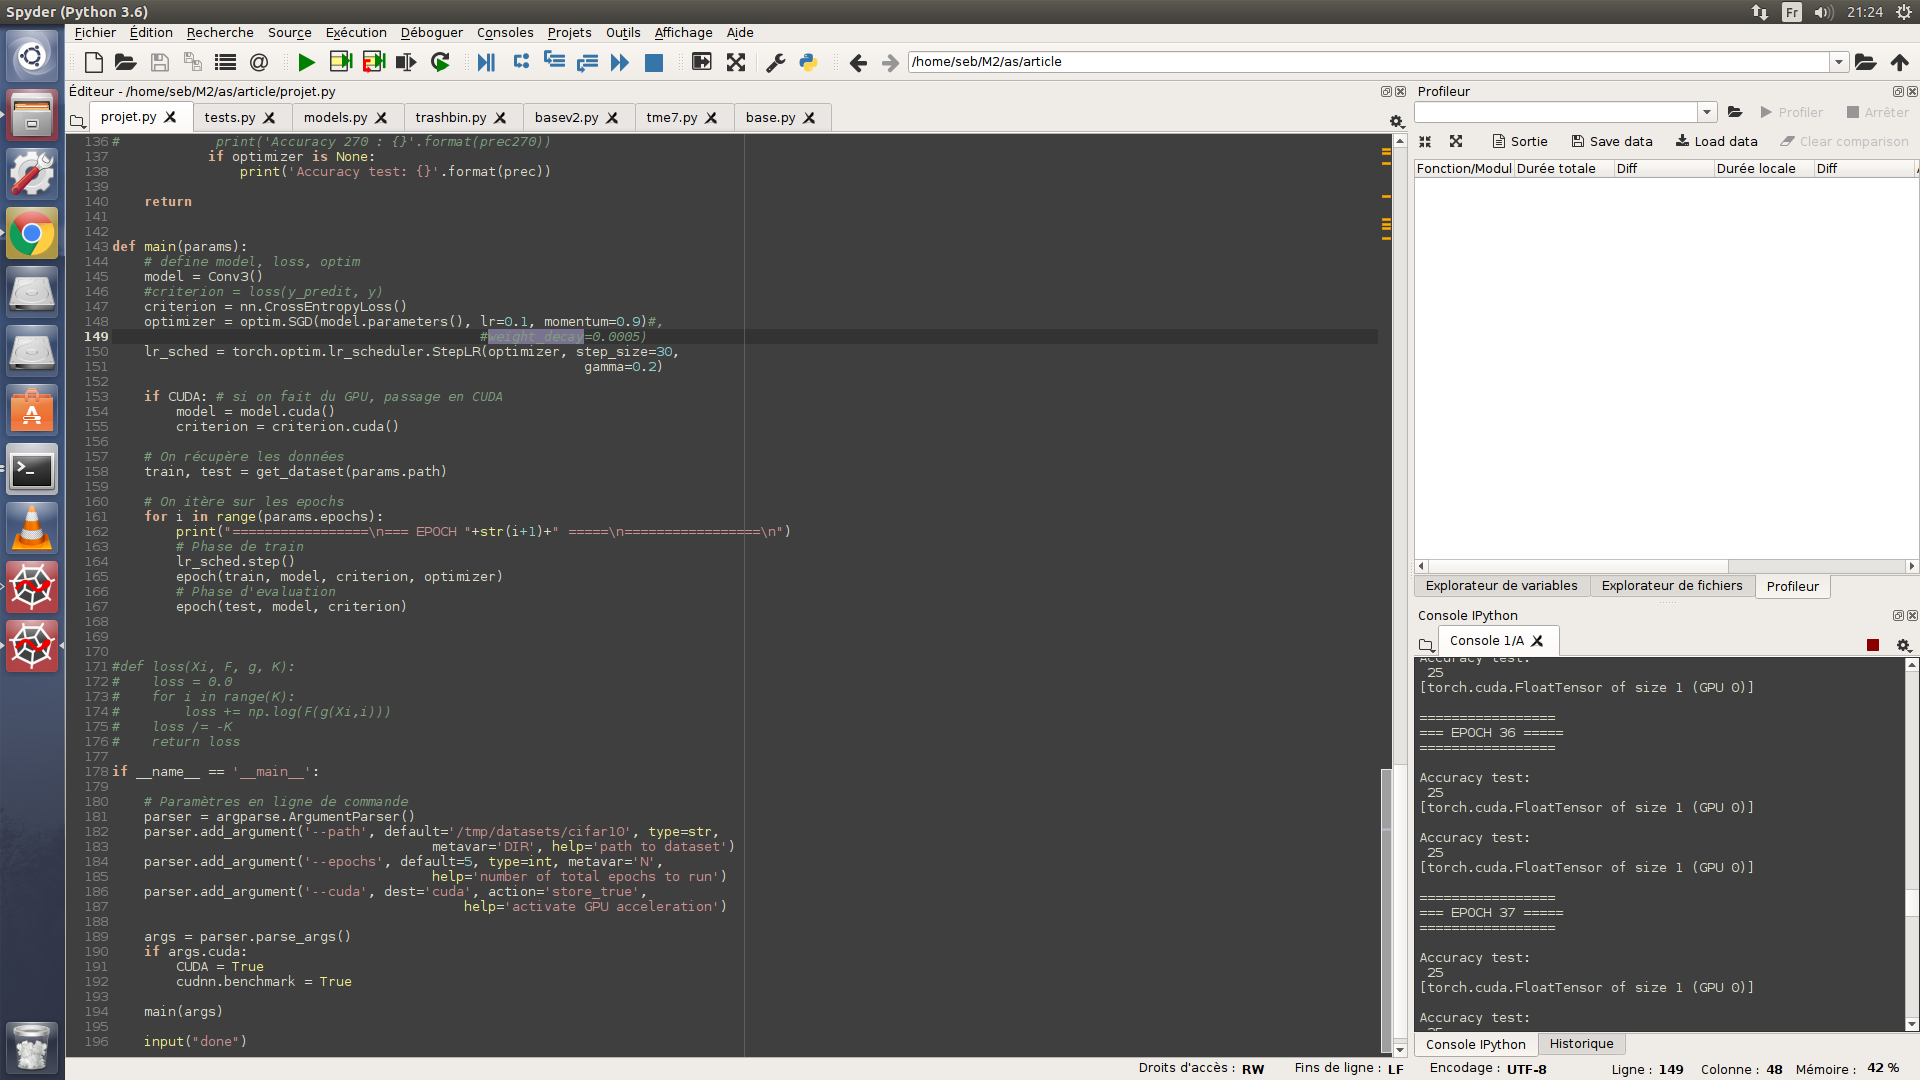 Spyder (Python 3.6)
Fr
21:24
Fichier Édition Recherche Source Exécution Déboguer Consoles Projets Outils Affichage Aide
/home/seb/M2/as/article
Éditeur - /home/seb/M2/as/article/projet.py
projet.py tests.py models.py trashbin.py basev2.py tme7.py base.py
136 #            print('Accuracy 270 : {}'.format(prec270))
137             if optimizer is None:
138                 print('Accuracy test: {}'.format(prec))
139
140     return
141
142
143 def main(params):
144     # define model, loss, optim
145     model = Conv3()
146     #criterion = loss(y_predit, y)
147     criterion = nn.CrossEntropyLoss()
148     optimizer = optim.SGD(model.parameters(), lr=0.1, momentum=0.9)#,
149                                               #weight_decay=0.0005)
150     lr_sched = torch.optim.lr_scheduler.StepLR(optimizer, step_size=30,
151                                                            gamma=0.2)
152
153     if CUDA: # si on fait du GPU, passage en CUDA
154         model = model.cuda()
155         criterion = criterion.cuda()
156
157     # On récupère les données
158     train, test = get_dataset(params.path)
159
160     # On itère sur les epochs
161     for i in range(params.epochs):
162         print("=================\n=== EPOCH "+str(i+1)+" =====\n=================\n")
163         # Phase de train
164         lr_sched.step()
165         epoch(train, model, criterion, optimizer)
166         # Phase d'evaluation
167         epoch(test, model, criterion)
168
169
170
171 #def loss(Xi, F, g, K):
172 #    loss = 0.0
173 #    for i in range(K):
174 #        loss += np.log(F(g(Xi,i)))
175 #    loss /= -K
176 #    return loss
177
178 if __name__ == '__main__':
179
180     # Paramètres en ligne de commande
181     parser = argparse.ArgumentParser()
182     parser.add_argument('--path', default='/tmp/datasets/cifar10', type=str,
183                                         metavar='DIR', help='path to dataset')
184     parser.add_argument('--epochs', default=5, type=int, metavar='N',
185                                         help='number of total epochs to run')
186     parser.add_argument('--cuda', dest='cuda', action='store_true',
187                                             help='activate GPU acceleration')
188
189     args = parser.parse_args()
190     if args.cuda:
191         CUDA = True
192         cudnn.benchmark = True
193
194     main(args)
195
196     input("done")
Profileur
Profiler Arrêter
Sortie Save data Load data Clear comparison
Fonction/Modul Durée totale Diff Durée locale Diff
Explorateur de variables Explorateur de fichiers Profileur
Console IPython
Console 1/A
Accuracy test:
 25
[torch.cuda.FloatTensor of size 1 (GPU 0)]
=================
=== EPOCH 36 =====
=================
Accuracy test:
 25
[torch.cuda.FloatTensor of size 1 (GPU 0)]
Accuracy test:
 25
[torch.cuda.FloatTensor of size 1 (GPU 0)]
=================
=== EPOCH 37 =====
=================
Accuracy test:
 25
[torch.cuda.FloatTensor of size 1 (GPU 0)]
Accuracy test:
Console IPython Historique
Droits d'accès : RW Fins de ligne : LF Encodage : UTF-8 Ligne : 149 Colonne : 48 Mémoire : 42 %